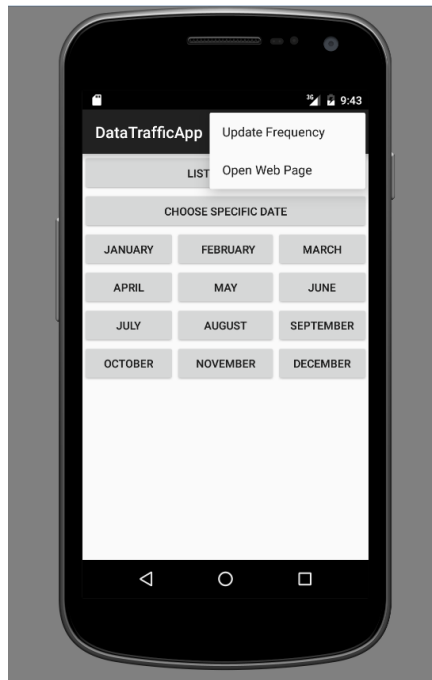 3G 9:43
DataTrafficApp
Update Frequency
Open Web Page
LIST
CHOOSE SPECIFIC DATE
JANUARY FEBRUARY MARCH
APRIL MAY JUNE
JULY AUGUST SEPTEMBER
OCTOBER NOVEMBER DECEMBER